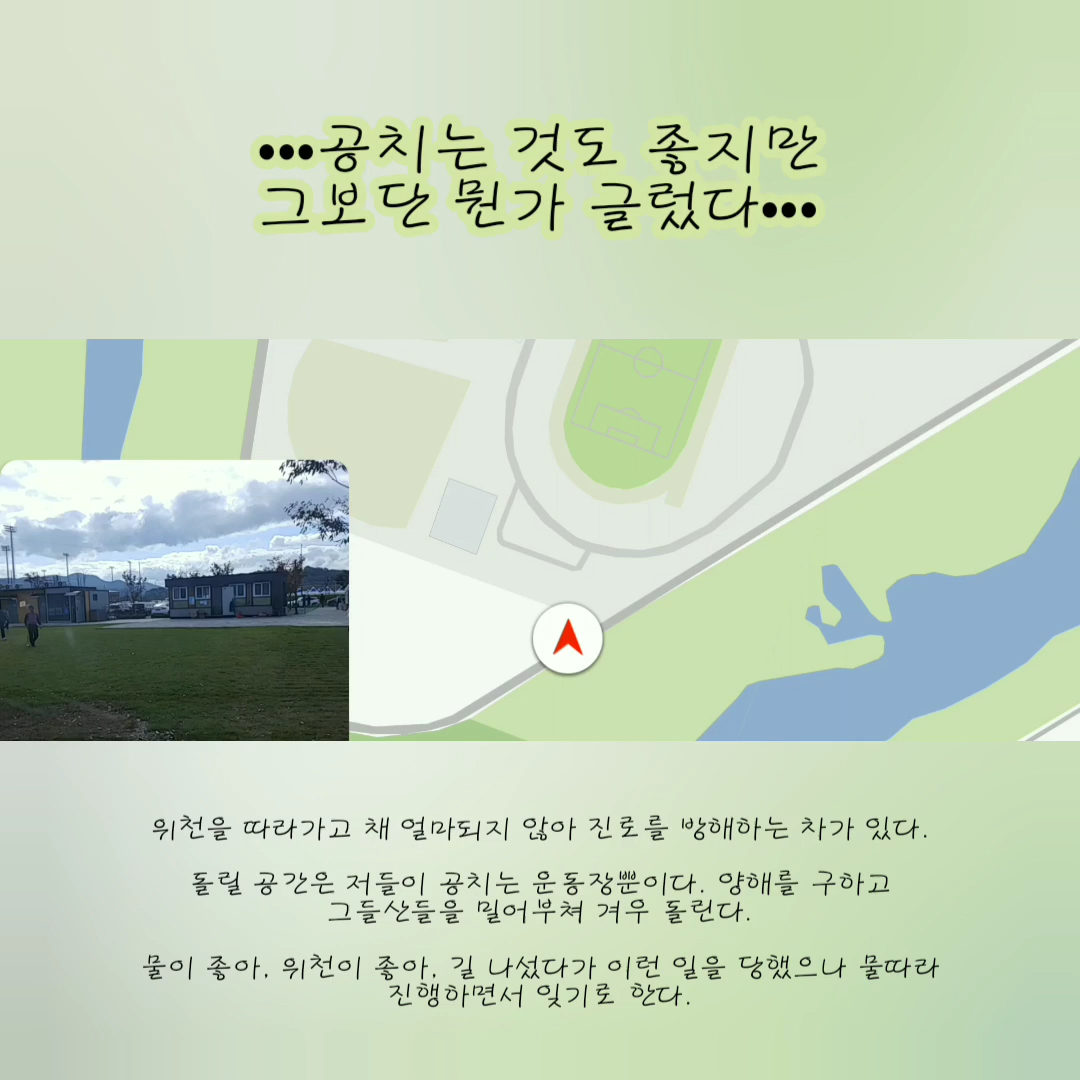 •••공치는 것도 좋지만
그보단 뭔가 글렀다•••
위천을 따라가고 채 얼마되지 않아 진로를 방해하는 차가 있다.
돌릴 공간은 저들이 공치는 운동장뿐이다. 양해를 구하고
그들산들을 밀어부쳐 겨우 돌린다.
물이 좋아, 위천이 좋아, 길 나섰다가 이런 일을 당했으나 물따라
진행하면서 잊기로 한다.